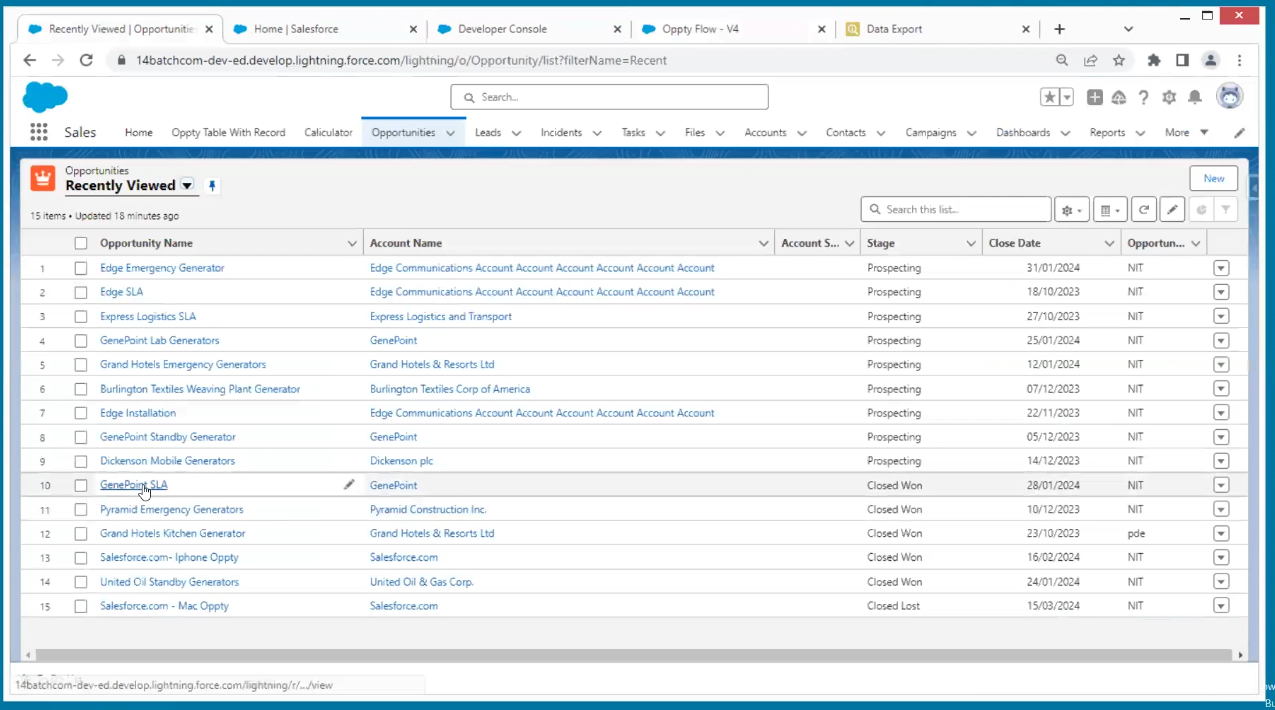 Recently Viewed | Opportunitie
Home | Salesforce
Developer Console
Oppty Flow - V4
Data Export
14batchcom-dev-ed.develop.lightning.force.com/lightning/o/Opportunity/list?filterName=Recent
Search...
Sales Home Oppty Table With Record Calculator Opportunities Leads Incidents Tasks Files Accounts Contacts Campaigns Dashboards Reports More
Opportunities
Recently Viewed
New
15 items • Updated 18 minutes ago
Search this list...
Opportunity Name Account Name Account S... Stage Close Date Opportun...
1 Edge Emergency Generator Edge Communications Account Account Account Account Account Account Prospecting 31/01/2024 NIT
2 Edge SLA Edge Communications Account Account Account Account Account Account Prospecting 18/10/2023 NIT
3 Express Logistics SLA Express Logistics and Transport Prospecting 27/10/2023 NIT
4 GenePoint Lab Generators GenePoint Prospecting 25/01/2024 NIT
5 Grand Hotels Emergency Generators Grand Hotels & Resorts Ltd Prospecting 12/01/2024 NIT
6 Burlington Textiles Weaving Plant Generator Burlington Textiles Corp of America Prospecting 07/12/2023 NIT
7 Edge Installation Edge Communications Account Account Account Account Account Account Prospecting 22/11/2023 NIT
8 GenePoint Standby Generator GenePoint Prospecting 05/12/2023 NIT
9 Dickenson Mobile Generators Dickenson plc Prospecting 14/12/2023 NIT
10 GenePoint SLA GenePoint Closed Won 28/01/2024 NIT
11 Pyramid Emergency Generators Pyramid Construction Inc. Closed Won 10/12/2023 NIT
12 Grand Hotels Kitchen Generator Grand Hotels & Resorts Ltd Closed Won 23/10/2023 pde
13 Salesforce.com- Iphone Oppty Salesforce.com Closed Won 16/02/2024 NIT
14 United Oil Standby Generators United Oil & Gas Corp. Closed Won 24/01/2024 NIT
15 Salesforce.com - Mac Oppty Salesforce.com Closed Lost 15/03/2024 NIT
14batchcom-dev-ed.develop.lightning.force.com/lightning/r/.../view